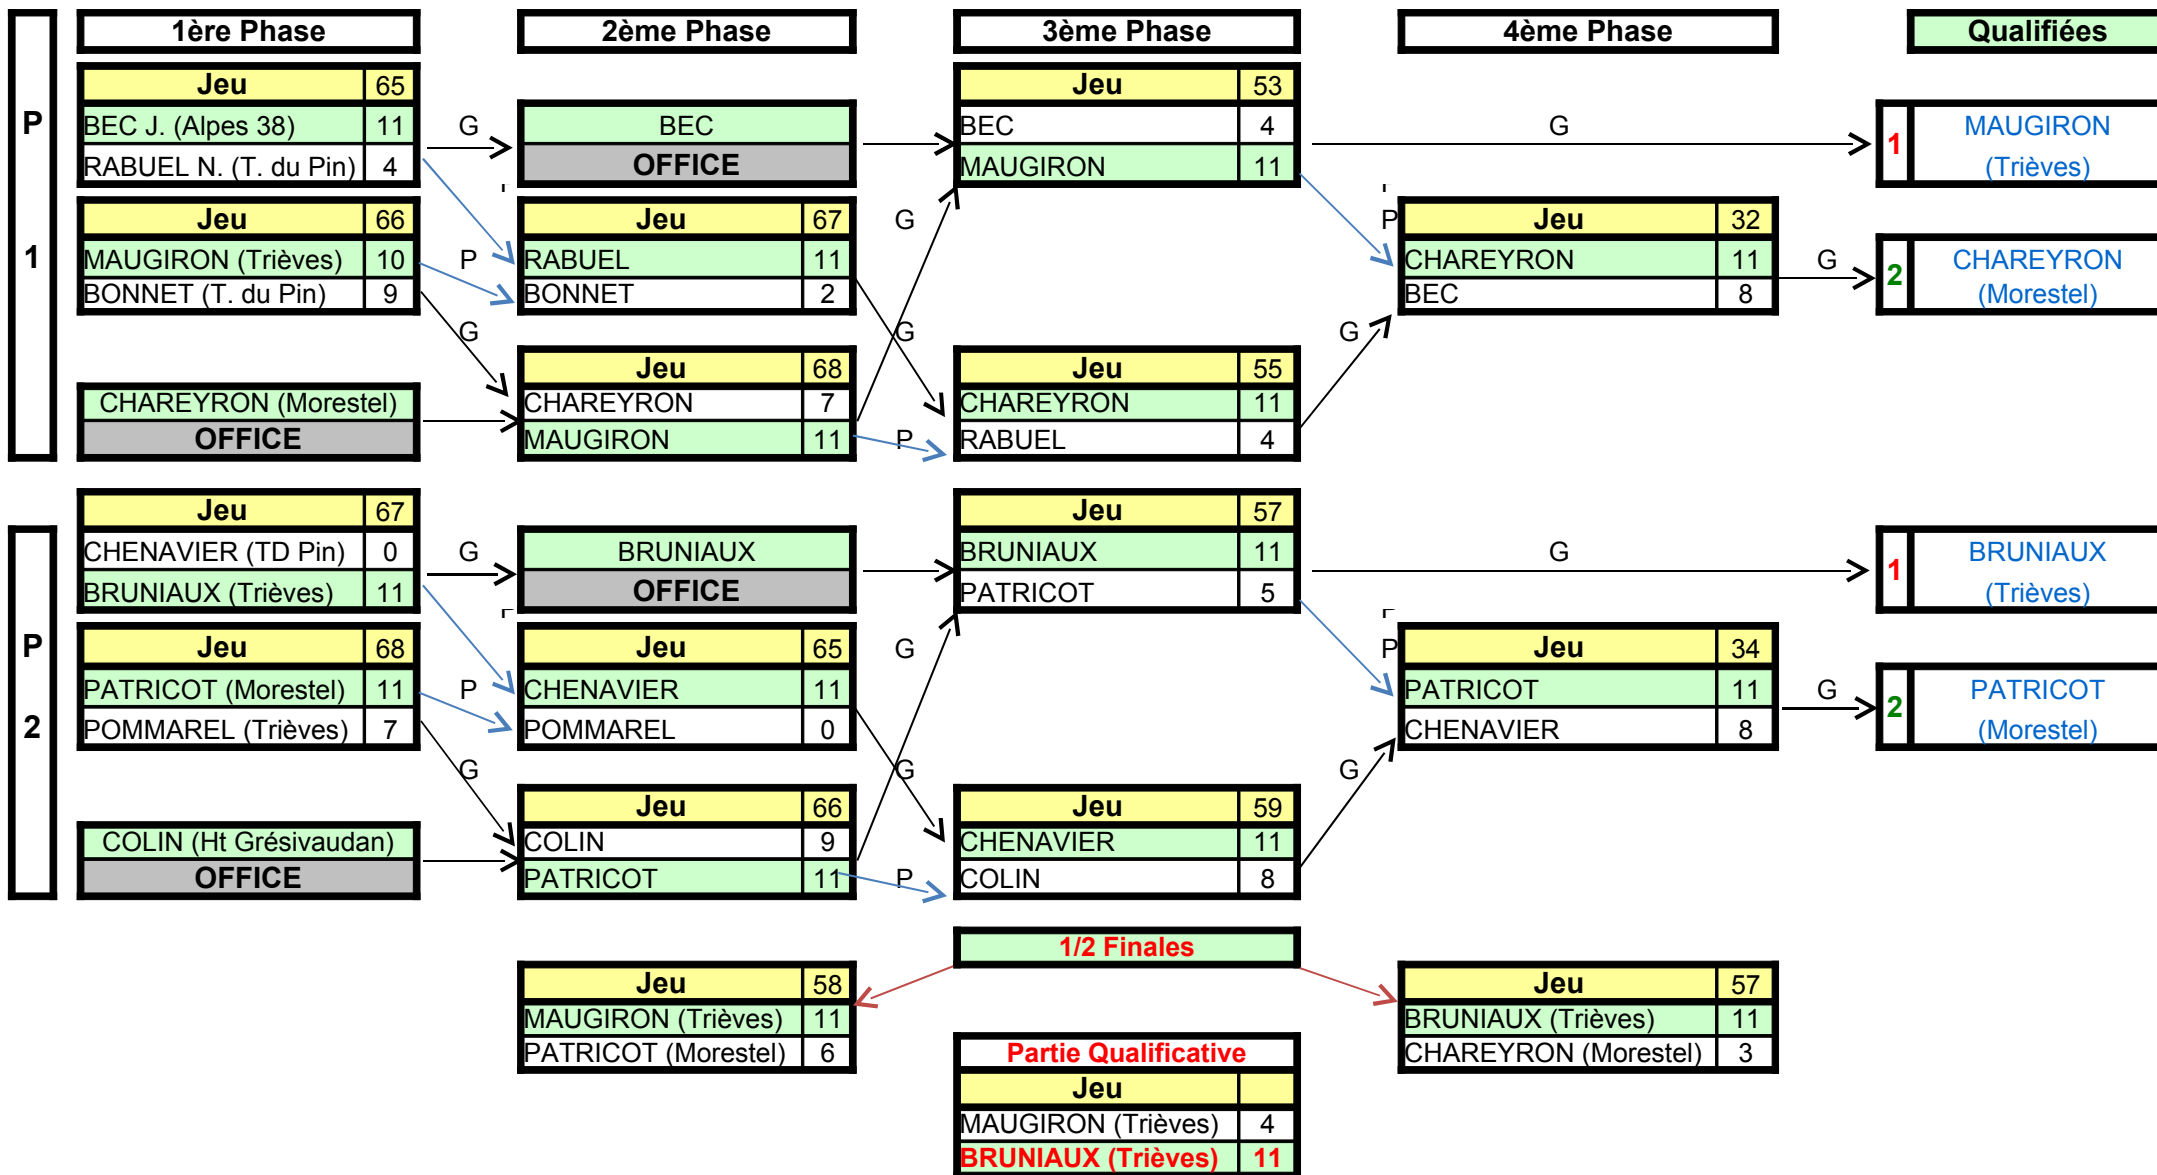 1ère Phase 2ème Phase 3ème Phase 4ème Phase Qualifiées
P
1
Jeu 65
BEC J. (Alpes 38) 11
RABUEL N. (T. du Pin) 4
G
BEC
OFFICE
Jeu 53
BEC 4
MAUGIRON 11
G
1
MAUGIRON
(Trièves)
Jeu 66
MAUGIRON (Trièves) 10
BONNET (T. du Pin) 9
P
G
Jeu 67
RABUEL 11
BONNET 2
G
G
P
Jeu 32
CHAREYRON 11
BEC 8
G
2
CHAREYRON
(Morestel)
CHAREYRON (Morestel)
OFFICE
Jeu 68
CHAREYRON 7
MAUGIRON 11
P
Jeu 55
CHAREYRON 11
RABUEL 4
G
P
2
Jeu 67
CHENAVIER (TD Pin) 0
BRUNIAUX (Trièves) 11
G
BRUNIAUX
OFFICE
Jeu 57
BRUNIAUX 11
PATRICOT 5
G
1
BRUNIAUX
(Trièves)
Jeu 68
PATRICOT (Morestel) 11
POMMAREL (Trièves) 7
P
G
Jeu 65
CHENAVIER 11
POMMAREL 0
G
G
P
Jeu 34
PATRICOT 11
CHENAVIER 8
G
2
PATRICOT
(Morestel)
COLIN (Ht Grésivaudan)
OFFICE
Jeu 66
COLIN 9
PATRICOT 11
P
Jeu 59
CHENAVIER 11
COLIN 8
G
1/2 Finales
Jeu 58
MAUGIRON (Trièves) 11
PATRICOT (Morestel) 6
Jeu 57
BRUNIAUX (Trièves) 11
CHAREYRON (Morestel) 3
Partie Qualificative
Jeu
MAUGIRON (Trièves) 4
BRUNIAUX (Trièves) 11